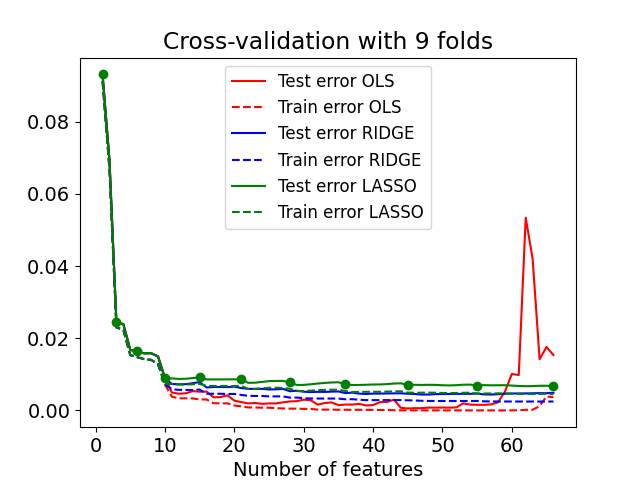 Cross-validation with 9 folds
Test error OLS
Train error OLS
Test error RIDGE
Train error RIDGE
Test error LASSO
Train error LASSO
0.08
0.06
0.04
0.02
0.00
0 10 20 30 40 50 60
Number of features